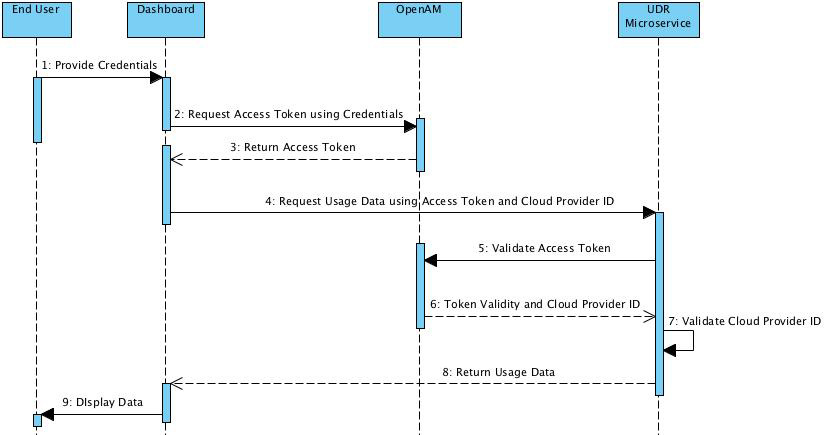 End User
Dashboard
OpenAM
UDR
Microservice
1: Provide Credentials
2: Request Access Token using Credentials
3: Return Access Token
4: Request Usage Data using Access Token and Cloud Provider ID
5: Validate Access Token
6: Token Validity and Cloud Provider ID
7: Validate Cloud Provider ID
8: Return Usage Data
9: DIsplay Data